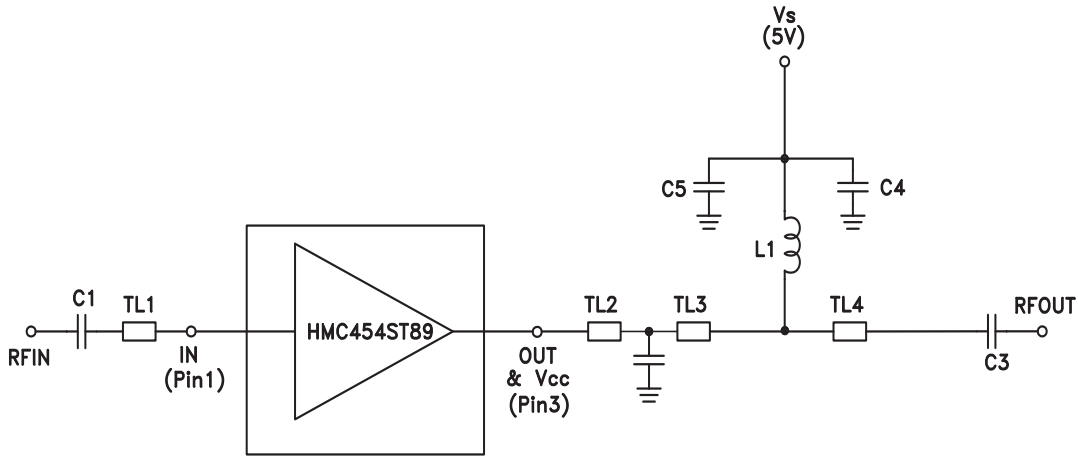 Vs
(5V)
C5
C4
L1
C1
TL1
TL2
TL3
TL4
RFOUT
HMC454ST89
RFIN
IN
(Pin1)
OUT
& Vcc
(Pin3)
C3